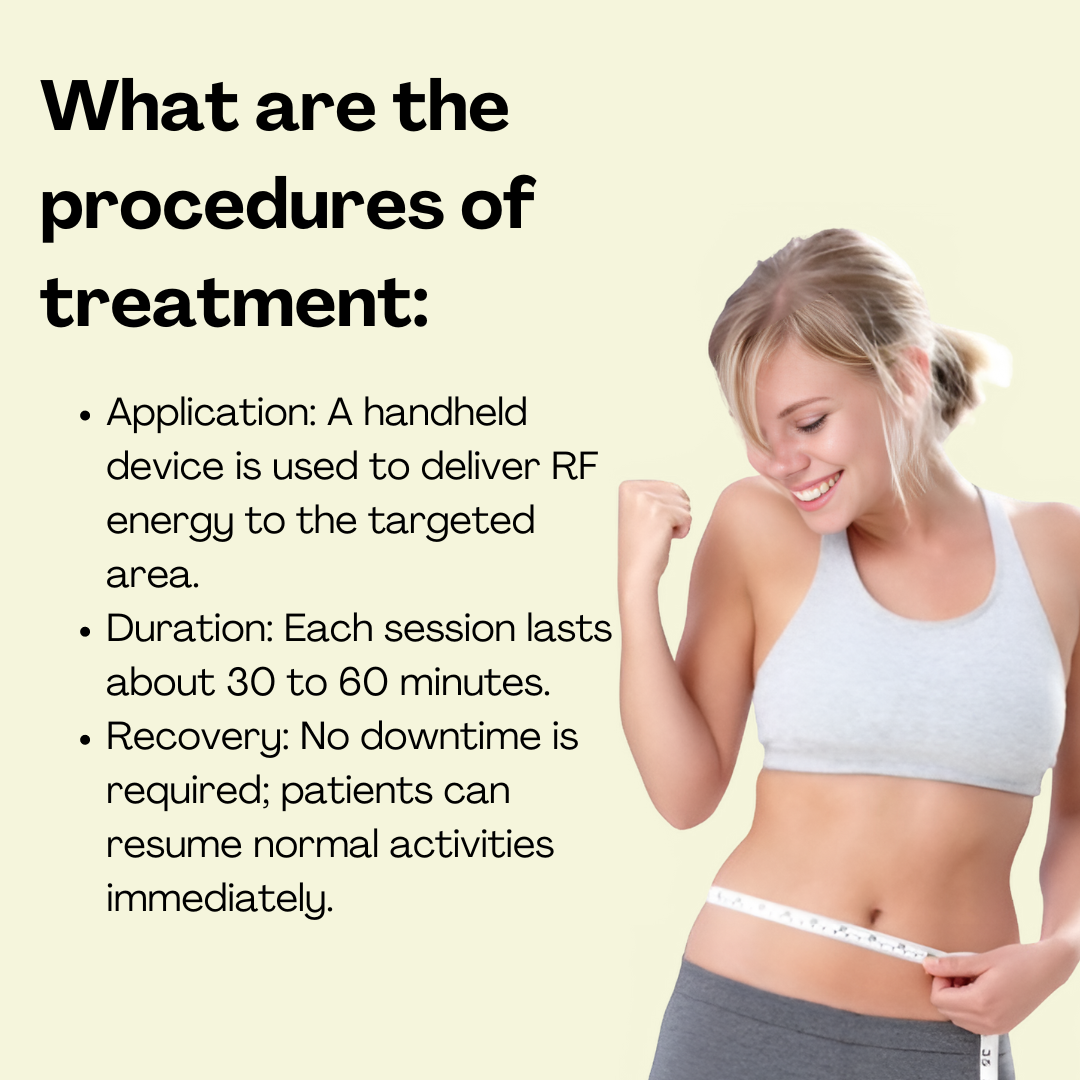 What are the
procedures of
treatment:
• Application: A handheld
device is used to deliver RF
energy to the targeted
area.
• Duration: Each session lasts
about 30 to 60 minutes.
• Recovery: No downtime is
required; patients can
resume normal activities
immediately.